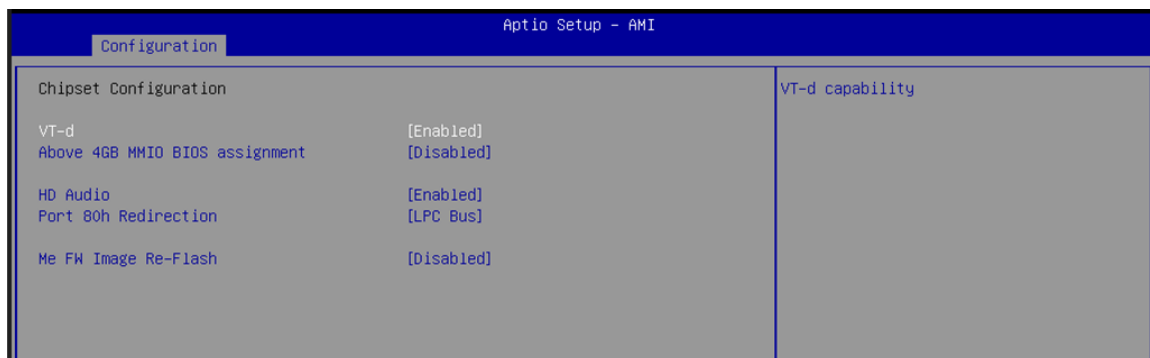 Aptio Setup - AMI
Configuration
Chipset Configuration
VT-d capability
VT-d [Enabled]
Above 4GB MMIO BIOS assignment [Disabled]
HD Audio [Enabled]
Port 80h Redirection [LPC Bus]
Me FW Image Re-Flash [Disabled]